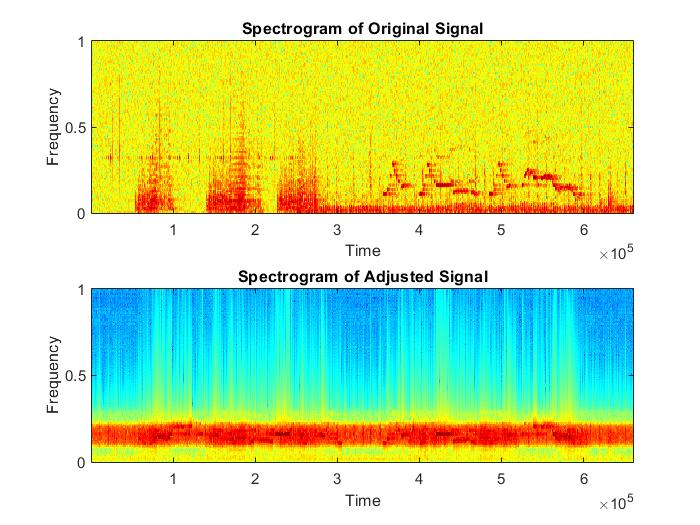 Spectrogram of Original Signal
1
0.5
0
Frequency
1 2 3 4 5 6
Time
×10^5
Spectrogram of Adjusted Signal
1
0.5
0
Frequency
1 2 3 4 5 6
Time
×10^5